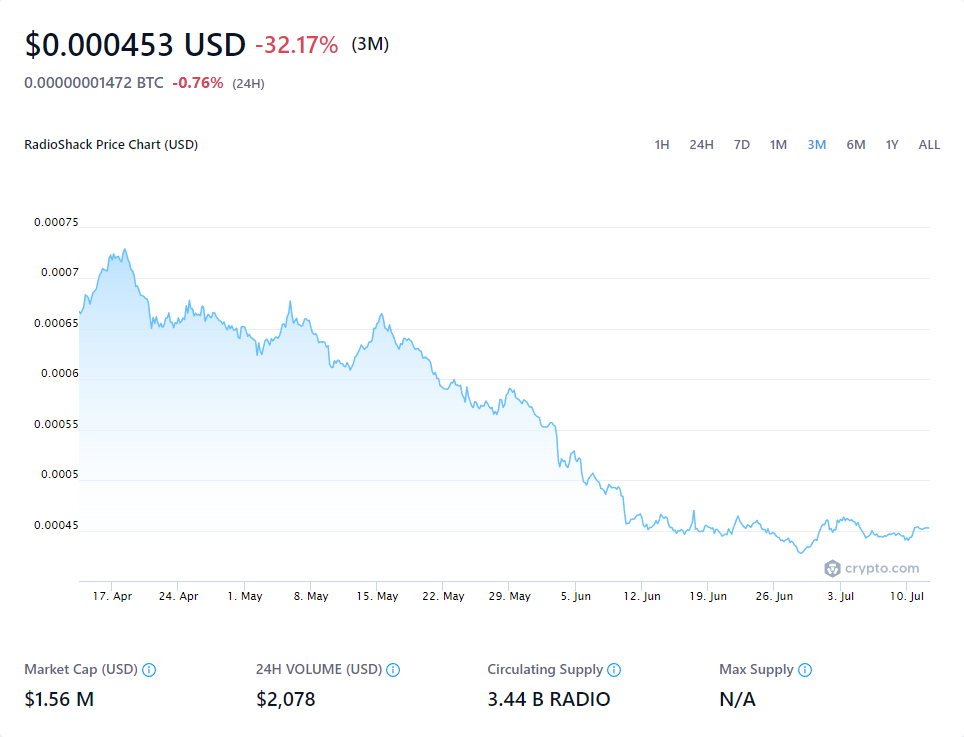 $0.000453 USD -32.17% (3M)
0.00000001472 BTC -0.76% (24H)
RadioShack Price Chart (USD) 1H 24H 7D 1M 3M 6M 1Y ALL
0.00075
0.0007
0.00065
0.0006
0.00055
0.0005
0.00045
crypto.com
17. Apr 24. Apr 1. May 8. May 15. May 22. May 29. May 5. Jun 12. Jun 19. Jun 26. Jun 3. Jul 10. Jul
Market Cap (USD) 24H VOLUME (USD) Circulating Supply Max Supply
$1.56 M $2,078 3.44 B RADIO N/A